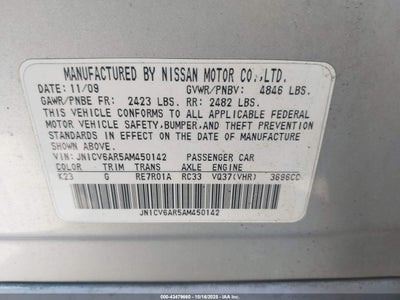 MANUFACTURED BY NISSAN MOTOR CO.,LTD.
DATE: 11/09 GVWR/PNBV: 4846 LBS.
GAWR/PNBE FR: 2423 LBS. RR: 2482 LBS.
THIS VEHICLE CONFORMS TO ALL APPLICABLE FEDERAL
MOTOR VEHICLE SAFETY, BUMPER, AND THEFT PREVENTION
STANDARDS IN EFFECT ON THE DATE OF MANUFACTURE
SHOWN ABOVE.
VIN: JN1CV6AR5AM450142 PASSENGER CAR
COLOR TRIM TRANS AXLE ENGINE
K23 G RE7R01A RC33 VQ37(VHR) 3696CC
JN1CV6AR5AM450142
000-43479660 - 10/16/2025 - IAAI.COM